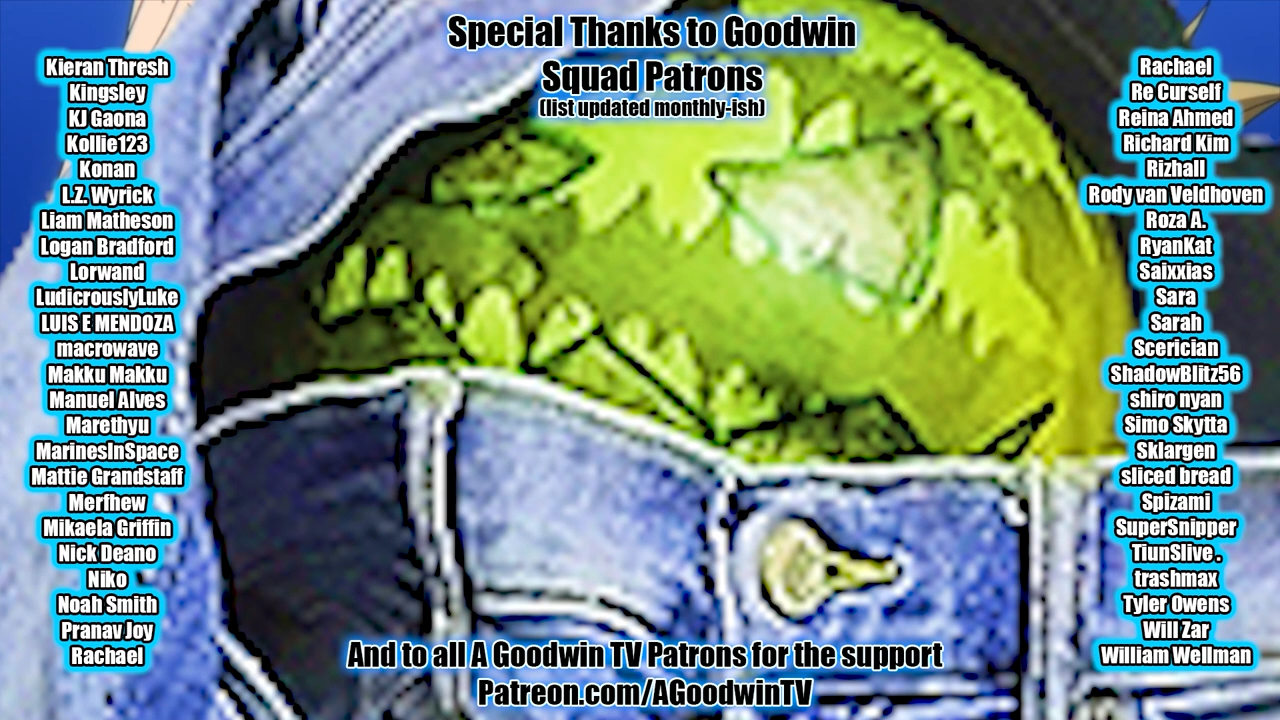 Special Thanks to Goodwin
Squad Patrons
(list updated monthly-ish)
Kieran Thresh
Kingsley
KJ Gaona
Kollie123
Konan
L.Z. Wyrick
Liam Matheson
Logan Bradford
Lorwand
LudicrouslyLuke
LUIS E MENDOZA
macrowave
Makku Makku
Manuel Alves
Marethyu
MarinesInSpace
Mattie Grandstaff
Merfhew
Mikaela Griffin
Nick Deano
Niko
Noah Smith
Pranav Joy
Rachael
Rachael
Re Curself
Reina Ahmed
Richard Kim
Rizhall
Rody van Veldhoven
Roza A.
RyanKat
Saixxias
Sara
Sarah
Scerician
ShadowBlitz56
shiro nyan
Simo Skytta
Sklargen
sliced bread
Spizami
SuperSnipper
TiunSlive .
trashmax
Tyler Owens
Will Zar
William Wellman
And to all A Goodwin TV Patrons for the support
Patreon.com/AGoodwinTV